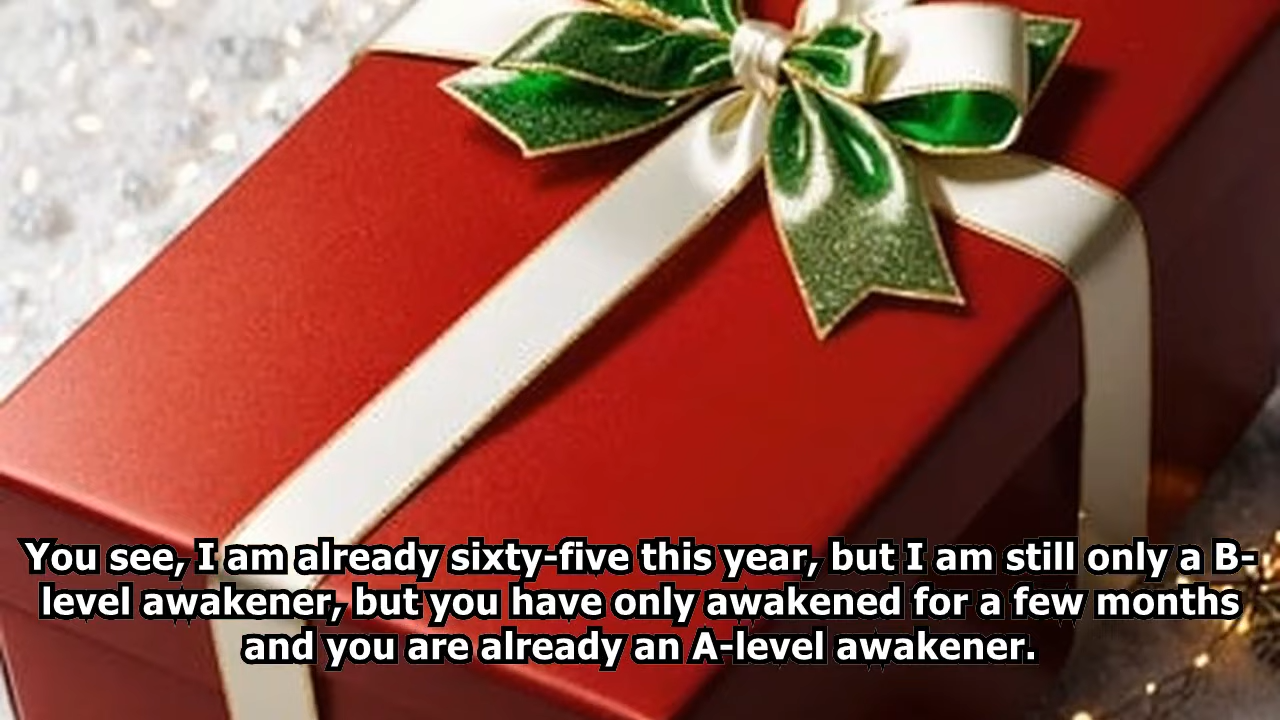 You see, I am already sixty-five this year, but I am still only a B-
level awakener, but you have only awakened for a few months
and you are already an A-level awakener.